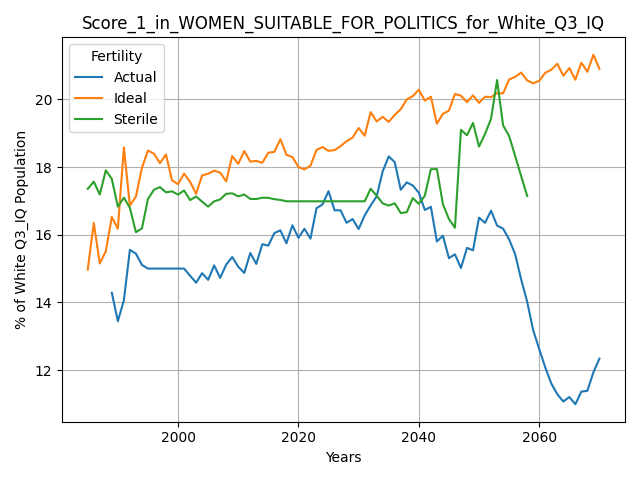 Score_1_in_WOMEN_SUITABLE_FOR_POLITICS_for_White_Q3_IQ
Fertility
Actual
Ideal
Sterile
% of White Q3_IQ Population
20
18
16
14
12
2000
2020
2040
2060
Years